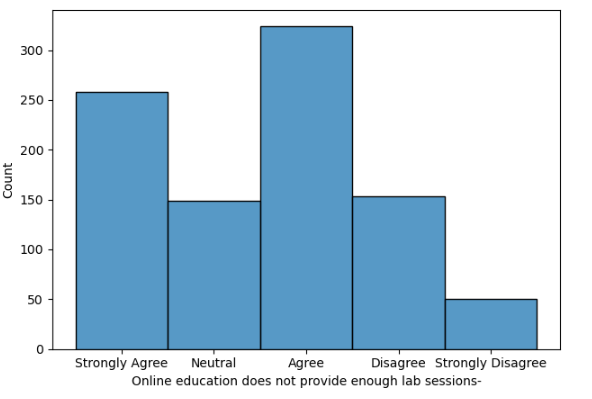 300
250
200
150
100
50
0
Count
Strongly Agree Neutral Agree Disagree Strongly Disagree
Online education does not provide enough lab sessions-